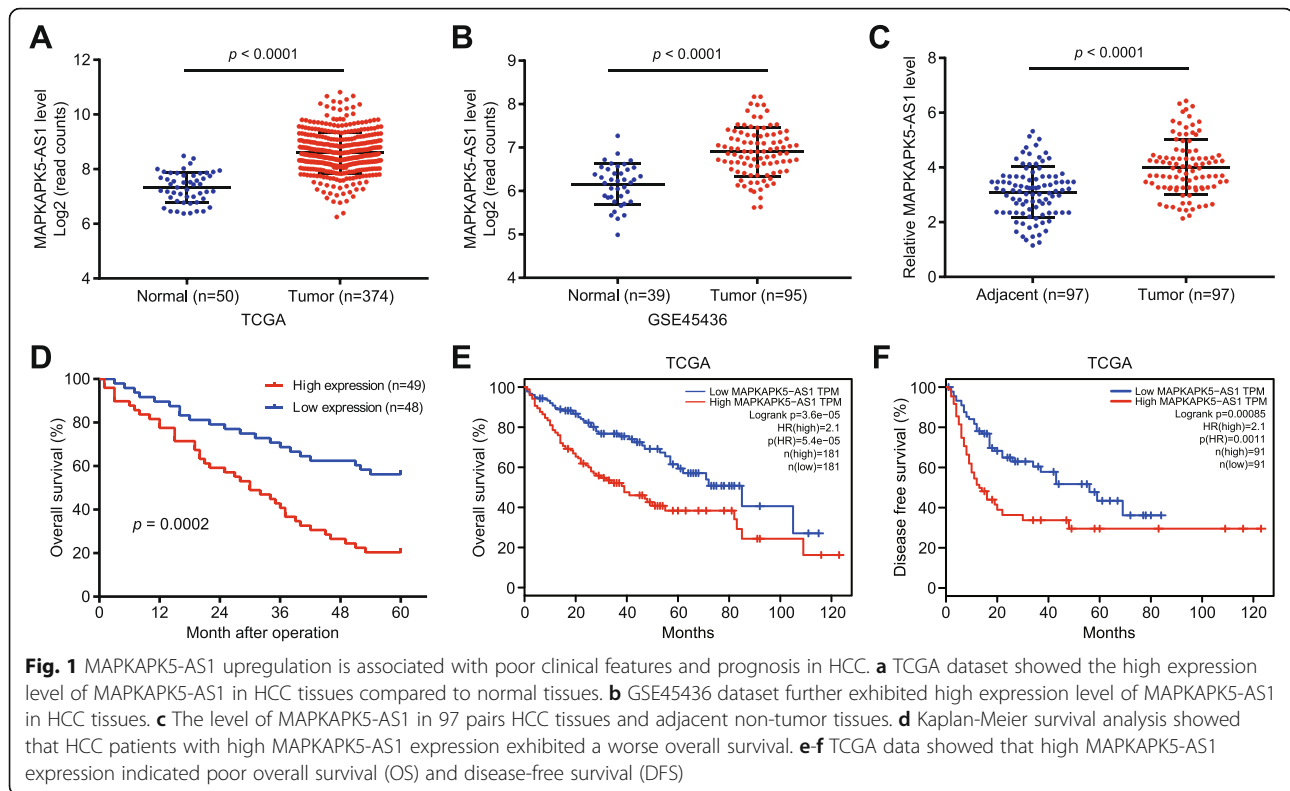 A
MAPKAPK5-AS1 level
Log2 (read counts)
12
10
8
6
4
p < 0.0001
Normal (n=50)
Tumor (n=374)
TCGA
B
MAPKAPK5-AS1 level
Log2 (read counts)
9
8
7
6
5
4
p < 0.0001
Normal (n=39)
Tumor (n=95)
GSE45436
C
Relative MAPKAPK5-AS1 level
8
6
4
2
0
p < 0.0001
Adjacent (n=97)
Tumor (n=97)
D
Overall survival (%)
100
80
60
40
20
0
High expression (n=49)
Low expression (n=48)
p = 0.0002
0 12 24 36 48 60
Month after operation
E
TCGA
Overall survival (%)
100
80
60
40
20
0
Low MAPKAPK5-AS1 TPM
High MAPKAPK5-AS1 TPM
Logrank p=3.6e-05
HR(high)=2.1
p(HR)=5.4e-05
n(high)=181
n(low)=181
0 20 40 60 80 100 120
Months
F
TCGA
Disease free survival (%)
100
80
60
40
20
0
Low MAPKAPK5-AS1 TPM
High MAPKAPK5-AS1 TPM
Logrank p=0.00085
HR(high)=2.1
p(HR)=0.0011
n(high)=91
n(low)=91
0 20 40 60 80 100 120
Months
Fig. 1 MAPKAPK5-AS1 upregulation is associated with poor clinical features and prognosis in HCC. a TCGA dataset showed the high expression
level of MAPKAPK5-AS1 in HCC tissues compared to normal tissues. b GSE45436 dataset further exhibited high expression level of MAPKAPK5-AS1
in HCC tissues. c The level of MAPKAPK5-AS1 in 97 pairs HCC tissues and adjacent non-tumor tissues. d Kaplan-Meier survival analysis showed
that HCC patients with high MAPKAPK5-AS1 expression exhibited a worse overall survival. e-f TCGA data showed that high MAPKAPK5-AS1
expression indicated poor overall survival (OS) and disease-free survival (DFS)